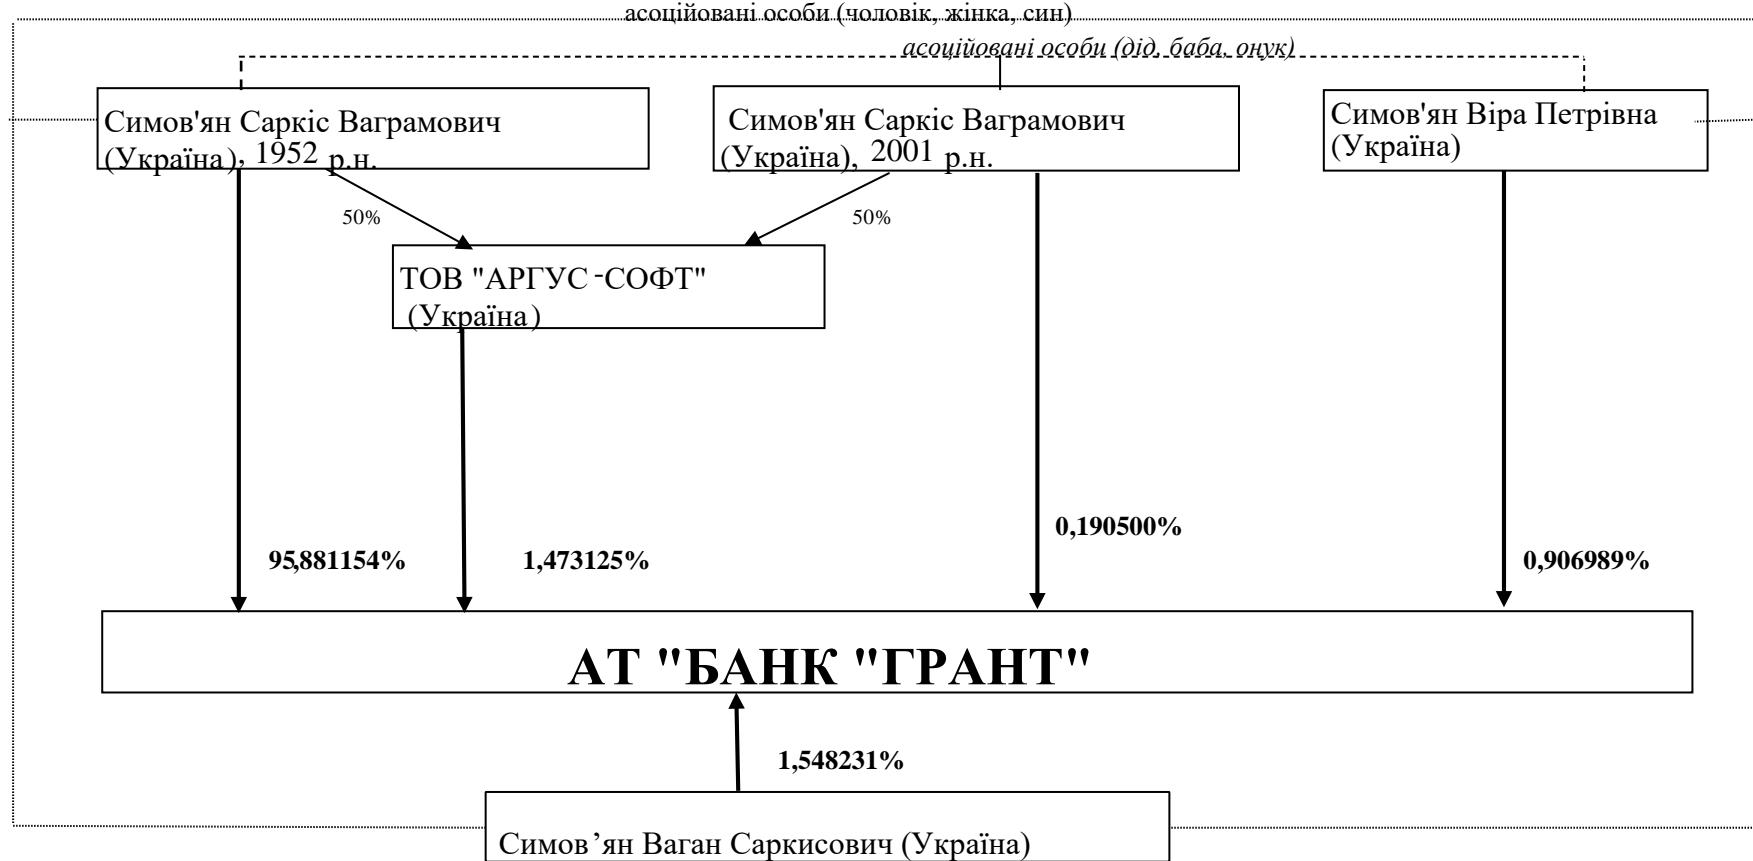 асоційовані особи (чоловік, жінка, син)
асоційовані особи (дід, баба, онук)
Симов'ян Саркіс Ваграмович
(Україна), 1952 р.н.
Симов'ян Саркіс Ваграмович
(Україна), 2001 р.н.
Симов'ян Віра Петрівна
(Україна)
50%
50%
ТОВ "АРГУС -СОФТ"
(Україна)
0,190500%
95,881154%
1,473125%
0,906989%
АТ "БАНК "ГРАНТ"
1,548231%
Симов’ян Ваган Саркисович (Україна)